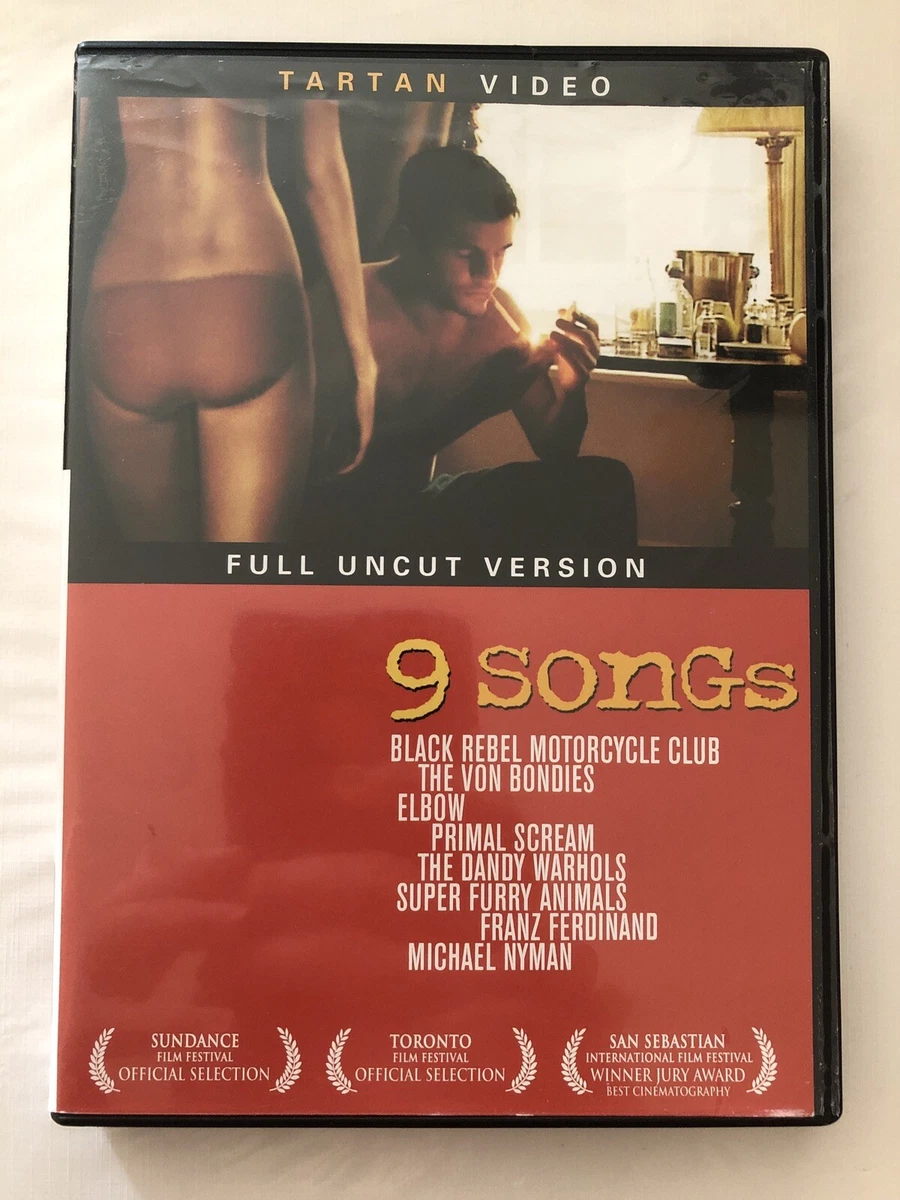 TARTAN VIDEO
FULL UNCUT VERSION
9 SONGS
BLACK REBEL MOTORCYCLE CLUB
THE VON BONDIES
ELBOW
PRIMAL SCREAM
THE DANDY WARHOLS
SUPER FURRY ANIMALS
FRANZ FERDINAND
MICHAEL NYMAN
SUNDANCE
FILM FESTIVAL
OFFICIAL SELECTION
TORONTO
FILM FESTIVAL
OFFICIAL SELECTION
SAN SEBASTIAN
INTERNATIONAL FILM FESTIVAL
WINNER JURY AWARD
BEST CINEMATOGRAPHY